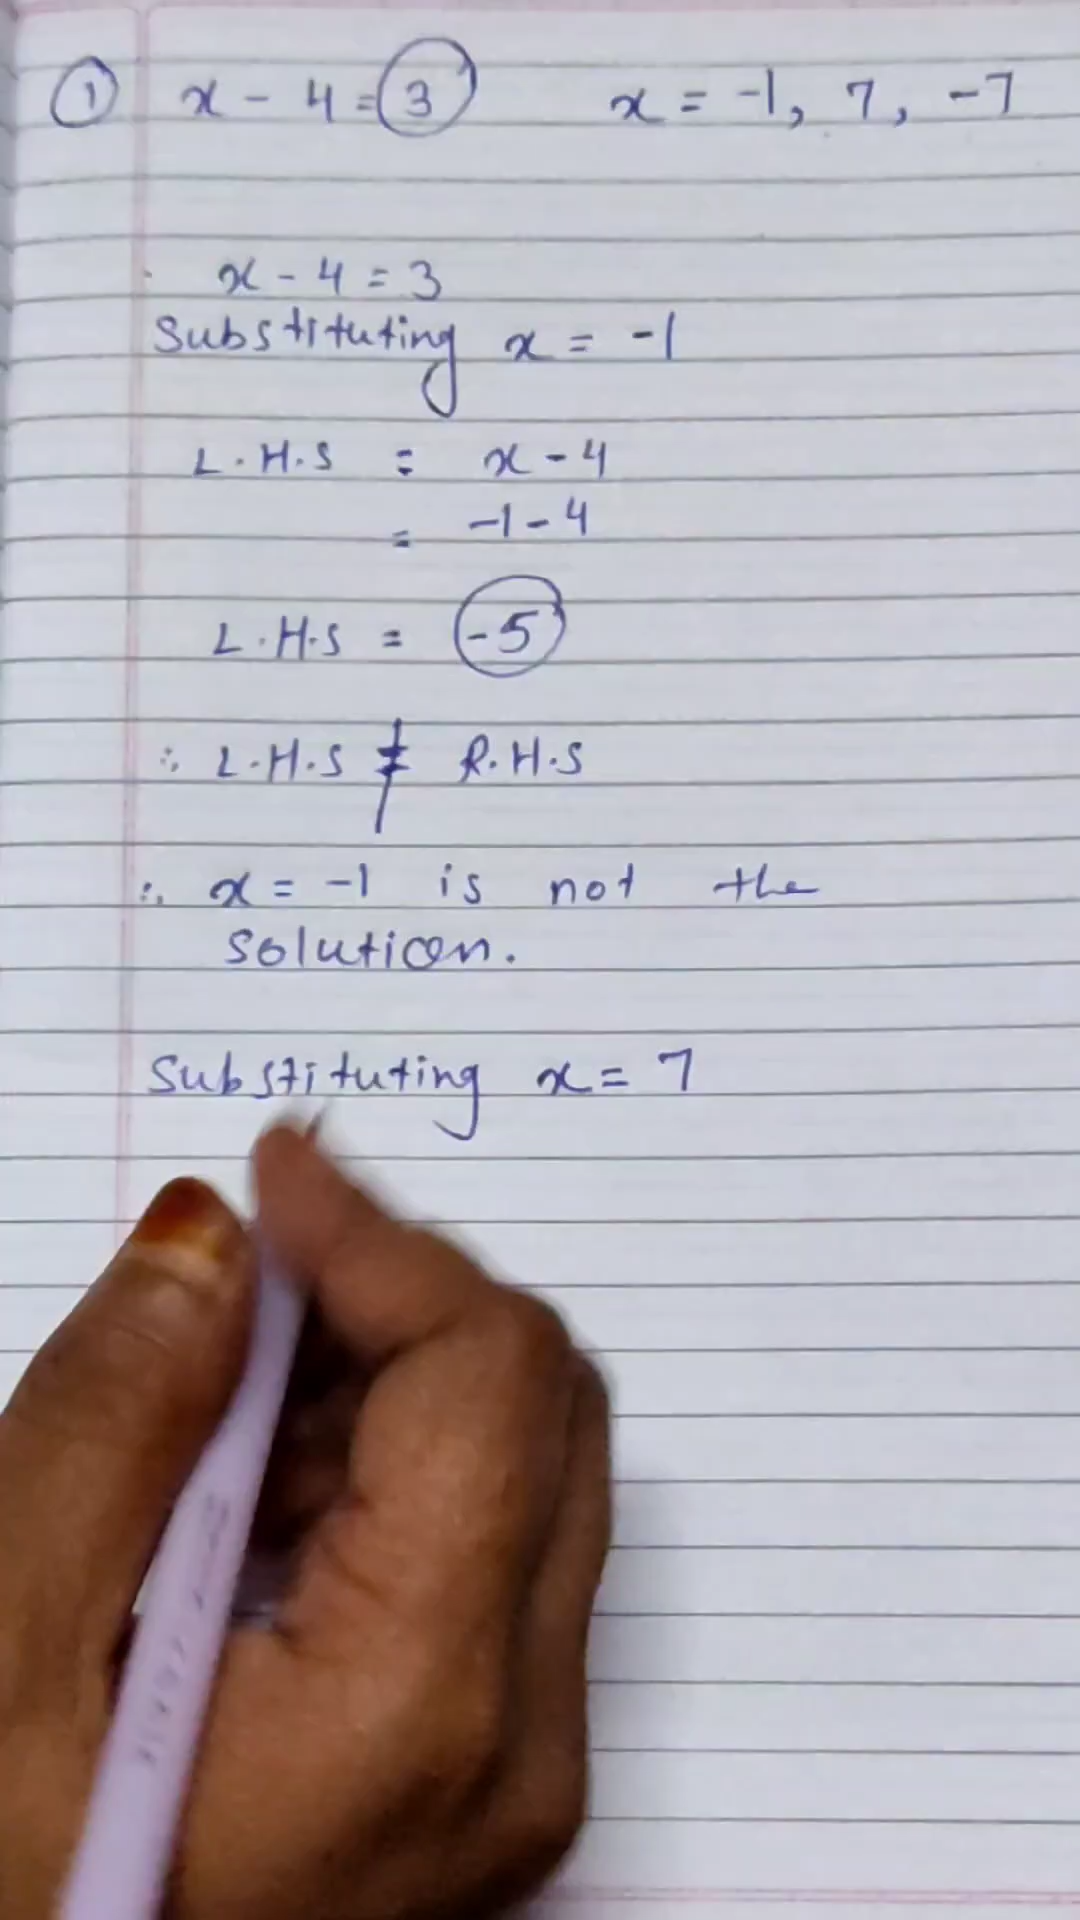 ① x - 4 = 3 x = -1, 7, -7
x - 4 = 3
Substituting x = -1
L.H.S = x - 4
= -1 - 4
L.H.S = -5
∴ L.H.S ≠ R.H.S
∴ x = -1 is not the
solution.
Substituting x = 7